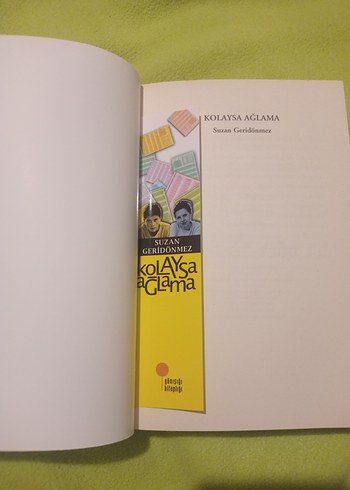 KOLAYSA AĞLAMA
Suzan Geridönmez
SUZAN
GERİDÖNMEZ
KOLAYSA
AĞLAMA
günışığı
kitaplığı